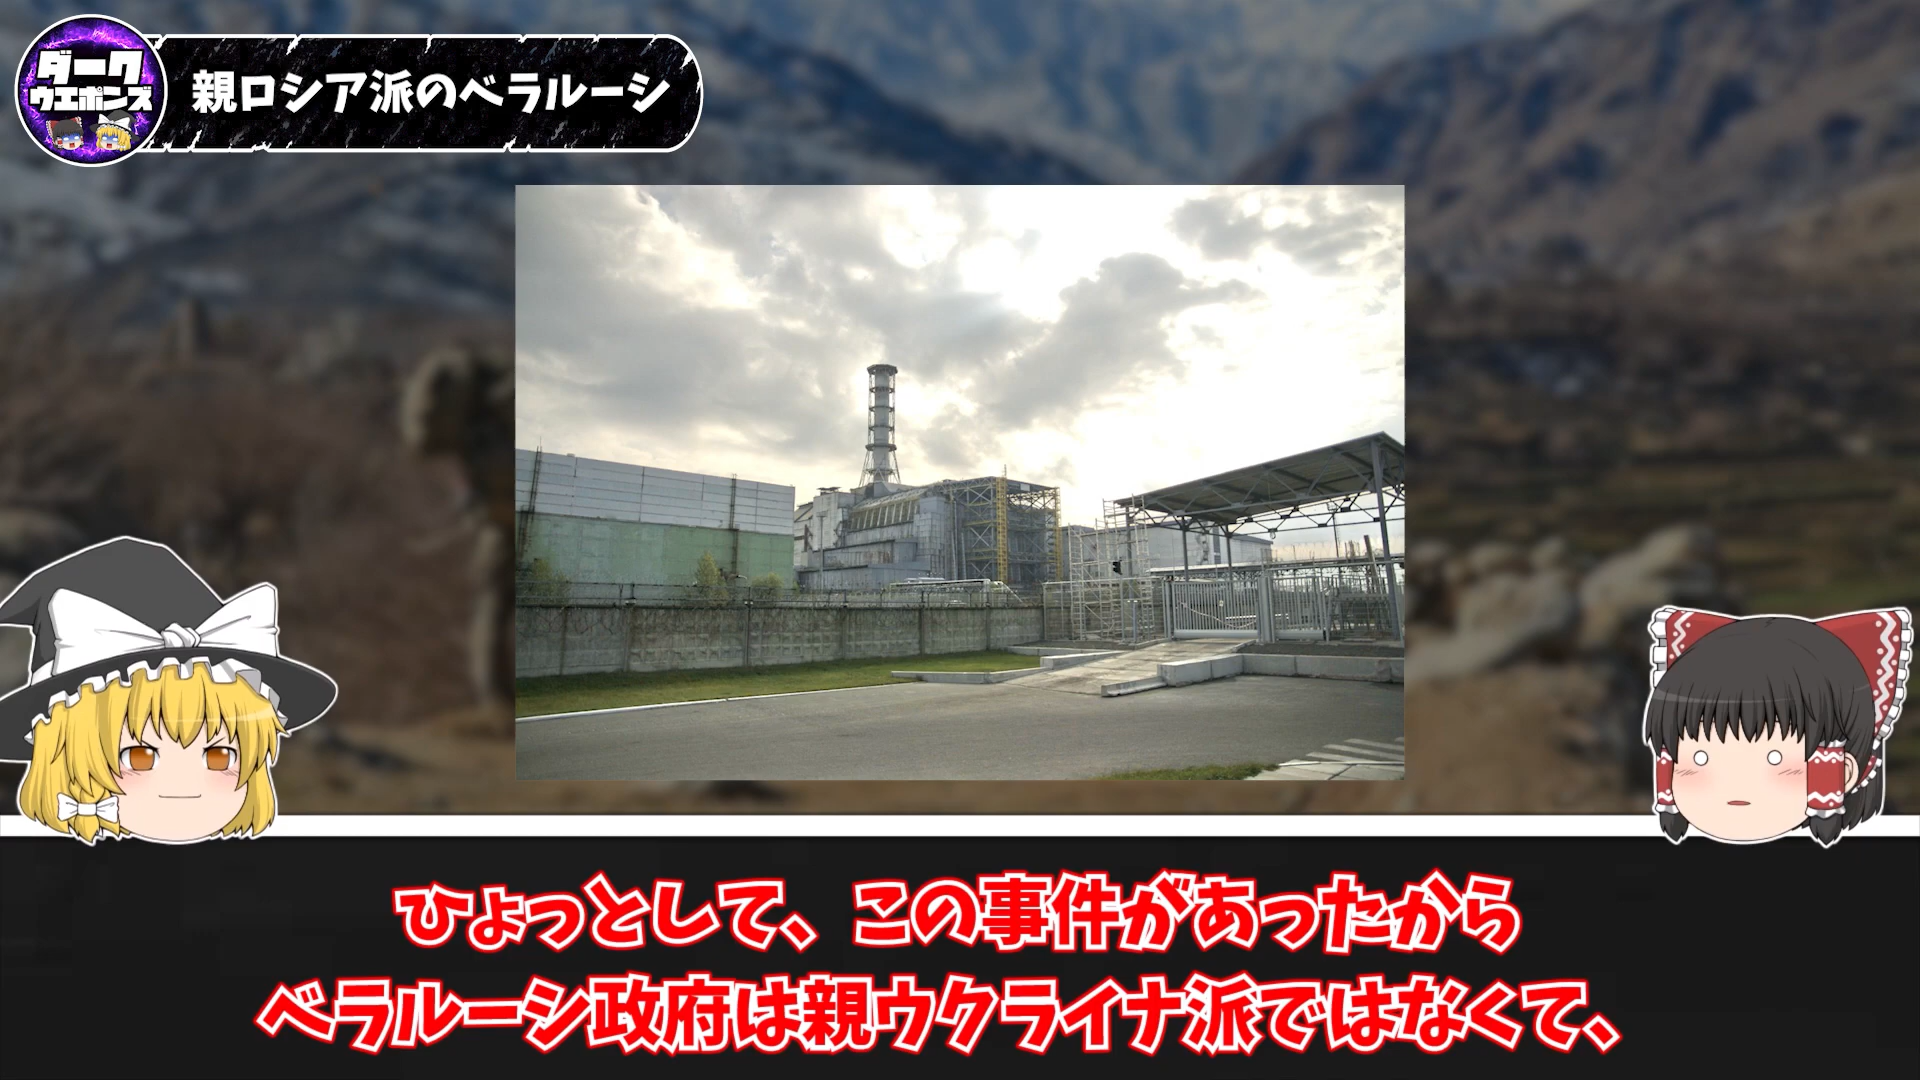 ダーク
ウエポンズ
親ロシア派のベラルーシ
ひょっとして、この事件があったから
ベラルーシ政府は親ウクライナ派ではなくて、